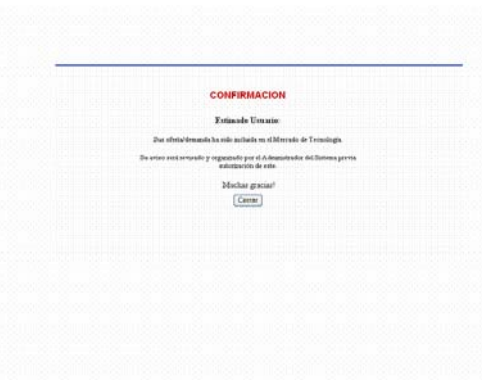 CONFIRMACION
Estimado Usuario:
Sus oferta/demanda ha sido incluida en el Mercado de Tecnología.
Su aviso será revisado y organizado por el Administrador del Sistema previa
autorización de este.
Muchas gracias!
Cerrar